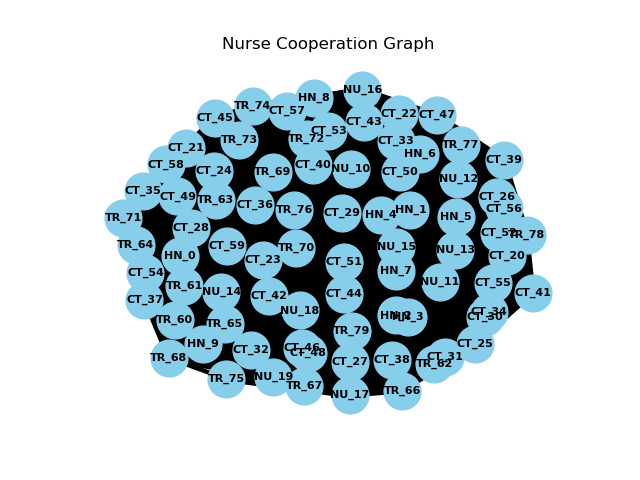 Nurse Cooperation Graph
NU_16
HN_8
TR_74
CT_57
CT_22
CT_47
CT_45
CT_43
CT_53
TR_73
TR_72
CT_33
TR_77
CT_21
HN_6
CT_39
CT_58
CT_40
NU_10
CT_24
TR_69
CT_50
NU_12
CT_35
CT_49
TR_63
CT_26
CT_36
CT_56
TR_76
CT_29
HN_4
HN_1
HN_5
TR_71
CT_28
CT_52
TR_78
TR_64
CT_59
TR_70
NU_15
NU_13
HN_0
CT_20
CT_23
CT_51
CT_54
HN_7
NU_11
CT_55
TR_61
NU_14
CT_42
CT_44
CT_41
CT_37
NU_18
CT_34
HN_2
HN_3
CT_30
TR_60
TR_65
TR_79
HN_9
CT_25
CT_32
CT_46
CT_48
TR_68
CT_27
CT_38
CT_31
TR_62
NU_19
TR_75
TR_67
TR_66
NU_17